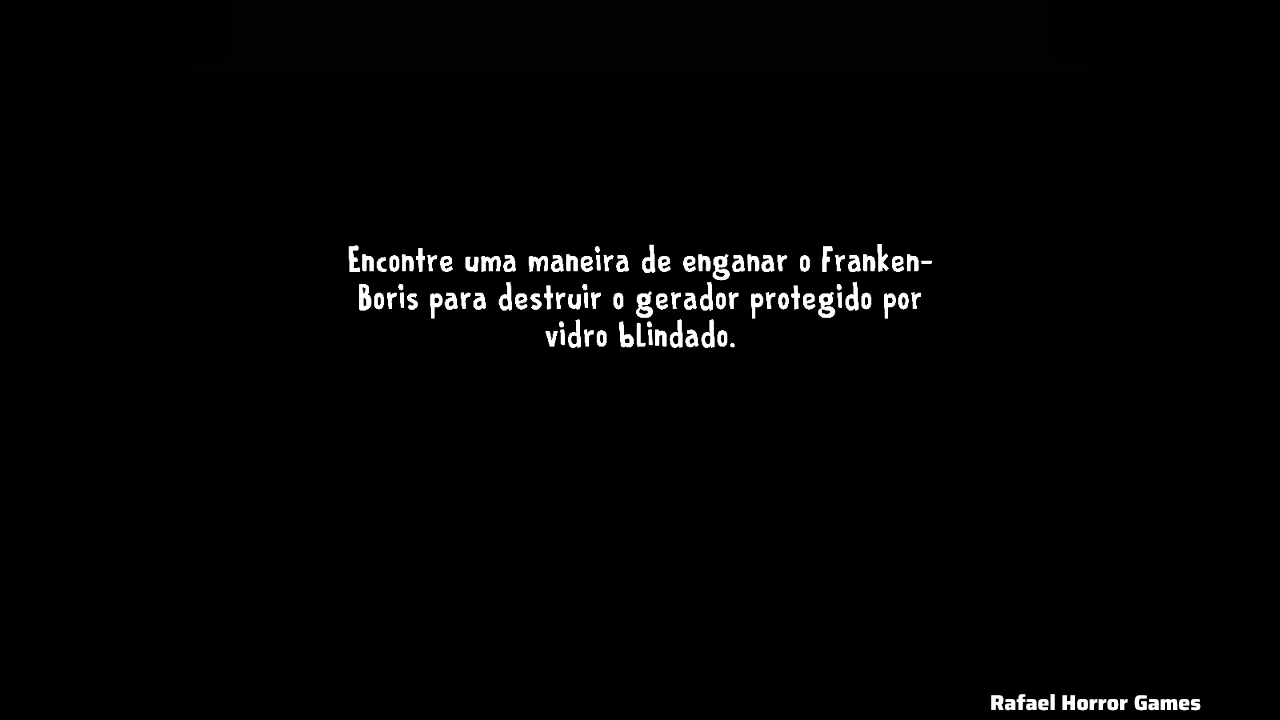 Encontre uma maneira de enganar o Franken-
Boris para destruir o gerador protegido por
vidro blindado.
Rafael Horror Games